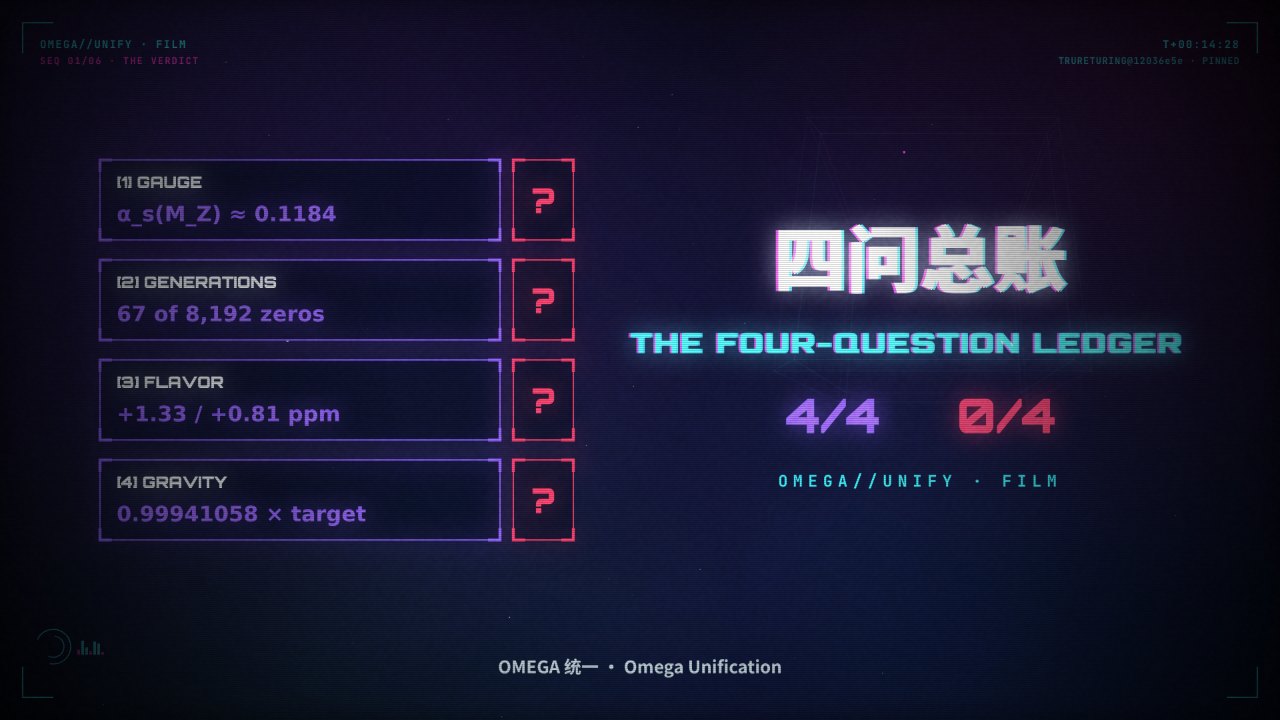 OMEGA//UNIFY · FILM
SEQ 01/06 · THE VERDICT
T+00:14:28
TRURETURING@12036e5e · PINNED
[1] GAUGE
α_s(M_Z) ≈ 0.1184
?
[2] GENERATIONS
67 of 8,192 zeros
?
[3] FLAVOR
+1.33 / +0.81 ppm
?
[4] GRAVITY
0.99941058 × target
?
四问总账
THE FOUR-QUESTION LEDGER
4/4 0/4
OMEGA//UNIFY · FILM
OMEGA 统一 · Omega Unification